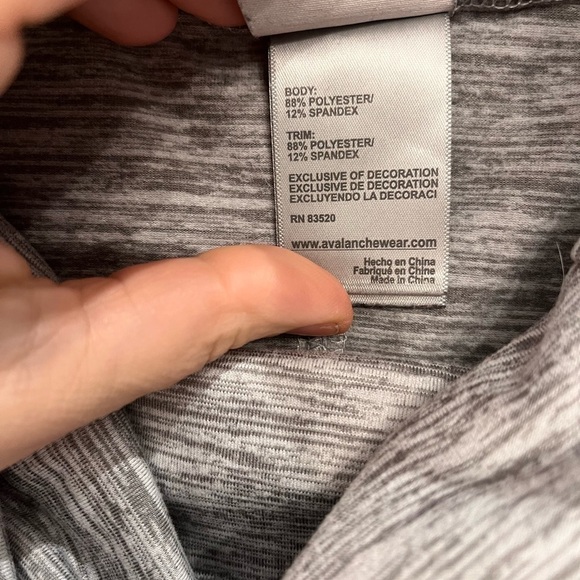 BODY:
88% POLYESTER/
12% SPANDEX
TRIM:
88% POLYESTER/
12% SPANDEX
EXCLUSIVE OF DECORATION
EXCLUSIVE DE DECORATION
EXCLUYENDO LA DECORACI
RN 83520
www.avalanchewear.com
Hecho en China
Fabriqué en Chine
Made in China